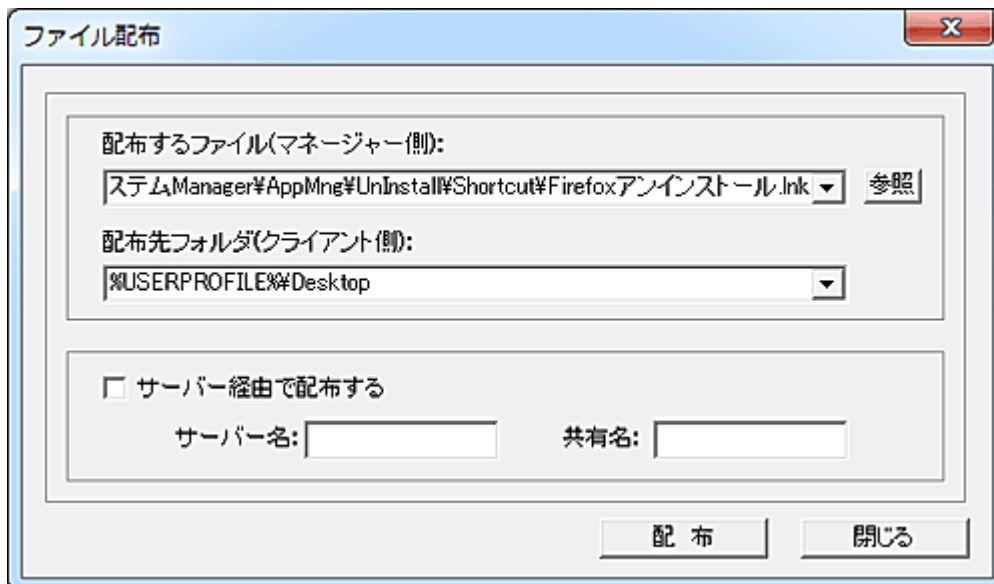 ファイル配布
配布するファイル(マネージャー側):
ステムManager¥AppMng¥UnInstall¥Shortcut¥Firefoxアンインストール.lnk
参照
配布先フォルダ(クライアント側):
%USERPROFILE%¥Desktop
サーバー経由で配布する
サーバー名:
共有名:
配 布
閉じる